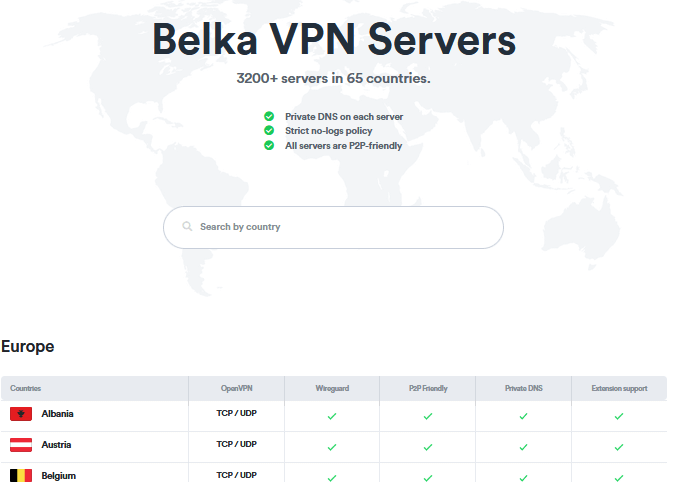 Belka VPN Servers
3200+ servers in 65 countries.
Private DNS on each server
Strict no-logs policy
All servers are P2P-friendly
Search by country
Europe
Countries OpenVPN Wireguard P2P Friendly Private DNS Extension support
Albania TCP / UDP
Austria TCP / UDP
Belgium TCP / UDP